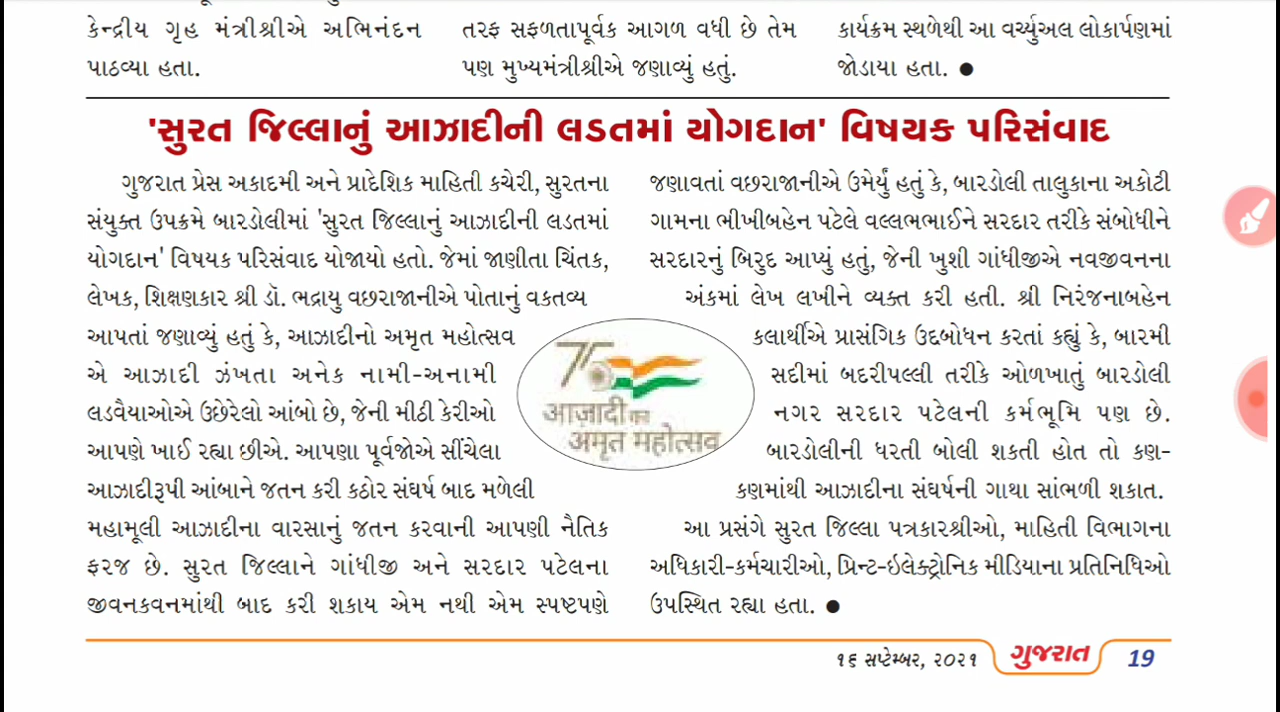 કેન્દ્રીય ગૃહ મંત્રીશ્રીએ અભિનંદન
પાઠવ્યા હતા.
તરફ સફળતાપૂર્વક આગળ વધી છે તેમ
પણ મુખ્યમંત્રીશ્રીએ જણાવ્યું હતું.
કાર્યક્રમ સ્થળેથી આ વર્ચ્યુઅલ લોકાર્પણમાં
જોડાયા હતા. ●
'સુરત જિલ્લાનું આઝાદીની લડતમાં યોગદાન' વિષયક પરિસંવાદ
ગુજરાત પ્રેસ અકાદમી અને પ્રાદેશિક માહિતી કચેરી, સુરતના
સંયુક્ત ઉપક્રમે બારડોલીમાં 'સુરત જિલ્લાનું આઝાદીની લડતમાં
યોગદાન' વિષયક પરિસંવાદ યોજાયો હતો. જેમાં જાણીતા ચિંતક,
લેખક, શિક્ષણકાર શ્રી ડૉ. ભદ્રાયુ વછરાજાનીએ પોતાનું વકતવ્ય
આપતાં જણાવ્યું હતું કે, આઝાદીનો અમૃત મહોત્સવ
એ આઝાદી ઝંખતા અનેક નામી-અનામી
લડવૈયાઓએ ઉછેરેલો આંબો છે, જેની મીઠી કેરીઓ
આપણે ખાઈ રહ્યા છીએ. આપણા પૂર્વજોએ સીંચેલા
આઝાદીરૂપી આંબાને જતન કરી કઠોર સંઘર્ષ બાદ મળેલી
મહામૂલી આઝાદીના વારસાનું જતન કરવાની આપણી નૈતિક
ફરજ છે. સુરત જિલ્લાને ગાંધીજી અને સરદાર પટેલના
જીવનકવનમાંથી બાદ કરી શકાય એમ નથી એમ સ્પષ્ટપણે
75
आज़ादी का
अमृत महोत्सव
જણાવતાં વછરાજાનીએ ઉમેર્યું હતું કે, બારડોલી તાલુકાના અકોટી
ગામના ભીખીબહેન પટેલે વલ્લભભાઈને સરદાર તરીકે સંબોધીને
સરદારનું બિરુદ આપ્યું હતું, જેની ખુશી ગાંધીજીએ નવજીવનના
અંકમાં લેખ લખીને વ્યક્ત કરી હતી. શ્રી નિરંજનાબહેન
કલાર્થીએ પ્રાસંગિક ઉદબોધન કરતાં કહ્યું કે, બારમી
સદીમાં બદરીપલ્લી તરીકે ઓળખાતું બારડોલી
નગર સરદાર પટેલની કર્મભૂમિ પણ છે.
બારડોલીની ધરતી બોલી શકતી હોત તો કણ-
કણમાંથી આઝાદીના સંઘર્ષની ગાથા સાંભળી શકાત.
આ પ્રસંગે સુરત જિલ્લા પત્રકારશ્રીઓ, માહિતી વિભાગના
અધિકારી-કર્મચારીઓ, પ્રિન્ટ-ઇલેક્ટ્રોનિક મીડિયાના પ્રતિનિધિઓ
ઉપસ્થિત રહ્યા હતા. ●
૧૬ સપ્ટેમ્બર, ૨૦૨૧
ગુજરાત
19